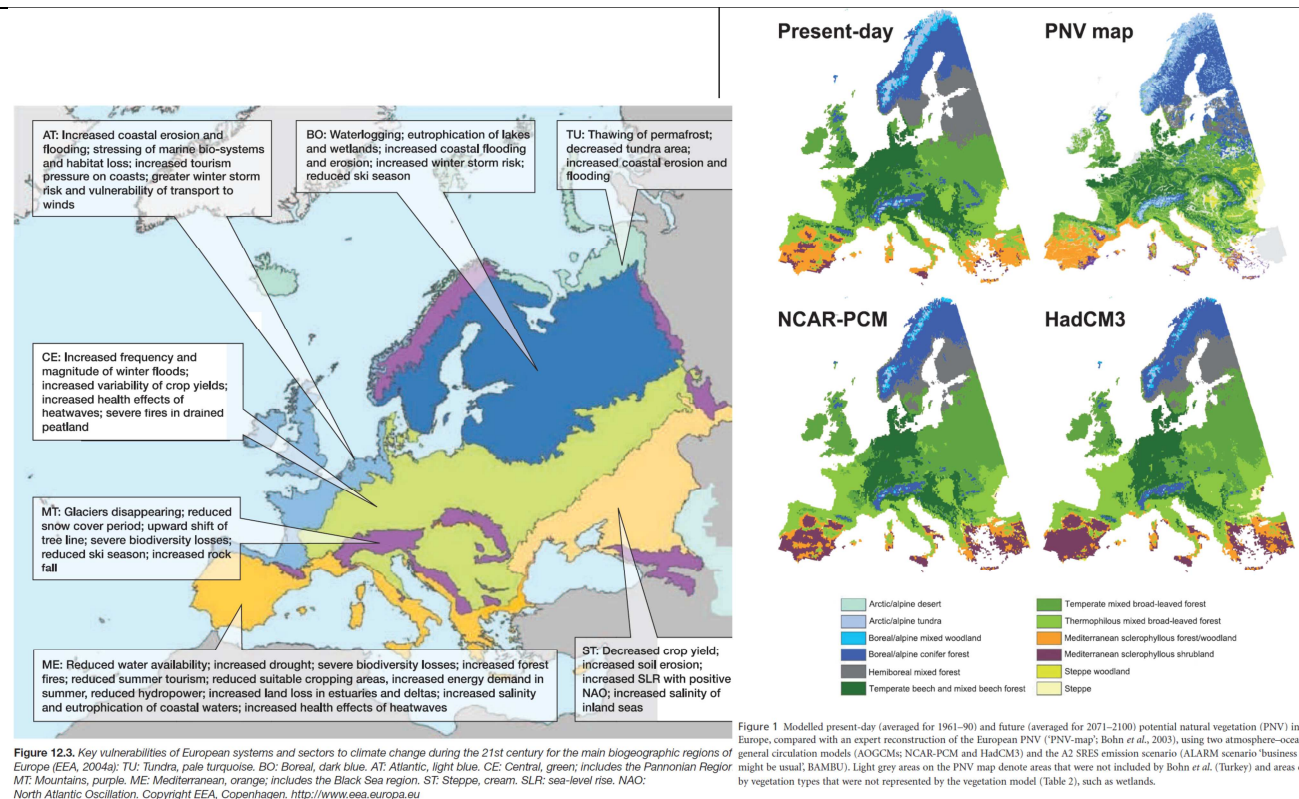 AT: Increased coastal erosion and
flooding; stressing of marine bio-systems
and habitat loss; increased tourism
pressure on coasts; greater winter storm
risk and vulnerability of transport to
winds
BO: Waterlogging; eutrophication of lakes
and wetlands; increased coastal flooding
and erosion; increased winter storm risk;
reduced ski season
TU: Thawing of permafrost;
decreased tundra area;
increased coastal erosion and
flooding
CE: Increased frequency and
magnitude of winter floods;
increased variability of crop yields;
increased health effects of
heatwaves; severe fires in drained
peatland
MT: Glaciers disappearing; reduced
snow cover period; upward shift of
tree line; severe biodiversity losses;
reduced ski season; increased rock
fall
ME: Reduced water availability; increased drought; severe biodiversity losses; increased forest
fires; reduced summer tourism; reduced suitable cropping areas, increased energy demand in
summer, reduced hydropower; increased land loss in estuaries and deltas; increased salinity
and eutrophication of coastal waters; increased health effects of heatwaves
ST: Decreased crop yield;
increased soil erosion;
increased SLR with positive
NAO; increased salinity of
inland seas
Figure 12.3. Key vulnerabilities of European systems and sectors to climate change during the 21st century for the main biogeographic regions of
Europe (EEA, 2004a): TU: Tundra, pale turquoise. BO: Boreal, dark blue. AT: Atlantic, light blue. CE: Central, green; includes the Pannonian Region
MT: Mountains, purple. ME: Mediterranean, orange; includes the Black Sea region. ST: Steppe, cream. SLR: sea-level rise. NAO:
North Atlantic Oscillation. Copyright EEA, Copenhagen. http://www.eea.europa.eu
Present-day
PNV map
NCAR-PCM
HadCM3
Arctic/alpine desert
Arctic/alpine tundra
Boreal/alpine mixed woodland
Boreal/alpine conifer forest
Hemiboreal mixed forest
Temperate beech and mixed beech forest
Temperate mixed broad-leaved forest
Thermophilous mixed broad-leaved forest
Mediterranean sclerophyllous forest/woodland
Mediterranean sclerophyllous shrubland
Steppe woodland
Steppe
Figure 1 Modelled present-day (averaged for 1961–90) and future (averaged for 2071–2100) potential natural vegetation (PNV) in
Europe, compared with an expert reconstruction of the European PNV ('PNV-map'; Bohn et al., 2003), using two atmosphere–ocea
general circulation models (AOGCMs; NCAR-PCM and HadCM3) and the A2 SRES emission scenario (ALARM scenario 'business
might be usual', BAMBU). Light grey areas on the PNV map denote areas that were not included by Bohn et al. (Turkey) and areas
by vegetation types that were not represented by the vegetation model (Table 2), such as wetlands.